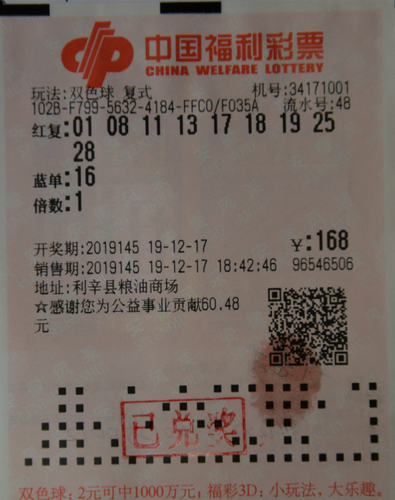 中国福利彩票
CHINA WELFARE LOTTERY
玩法:双色球 复式 机号:34171001
102B-F799-5632-4184-FFC0/F035A 流水号:48
红复:01 08 11 13 17 18 19 25
28
蓝单:16
倍数:1
开奖期:2019145 19-12-17 ¥:168
销售期:2019145 19-12-17 18:42:46 96546506
地址:利辛县粮油商场
☆感谢您为公益事业贡献60.48
元
已兑奖
双色球:2元可中1000万元,福彩3D:小玩法,大乐趣。